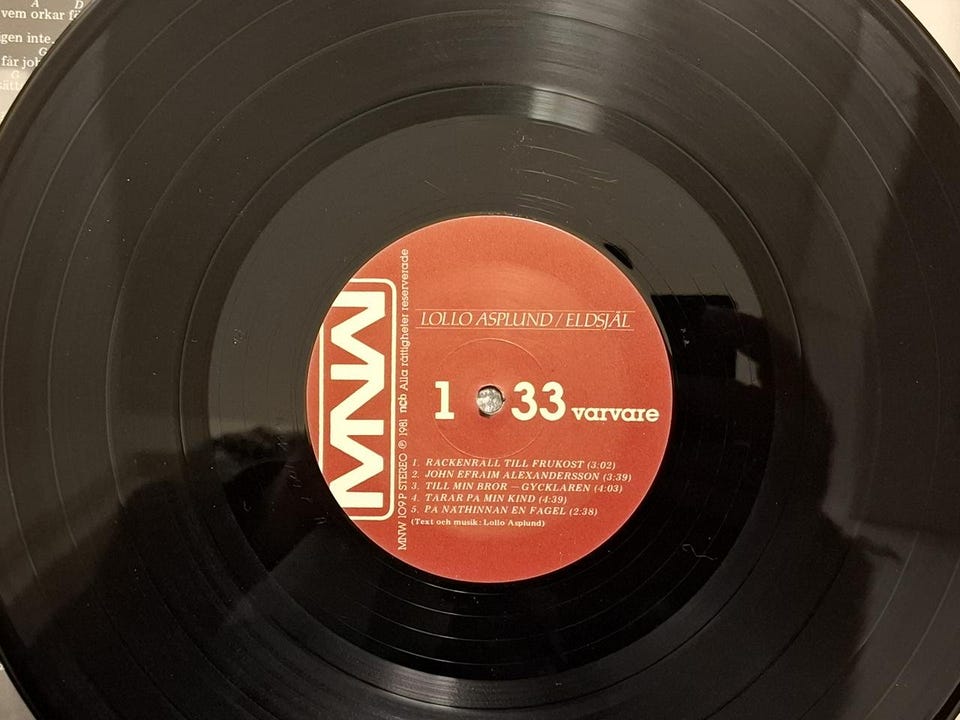 A D
vem orkar
gen inte.
G
får
G
MNW
MNW 109 P STEREO ℗ 1981 ncb Alla rättigheter reserverade
LOLLO ASPLUND / ELDSJÄL
1 33 varvare
1. RACKENRALL TILL FRUKOST (3:02)
2. JOHN EFRAIM ALEXANDERSSON (3:39)
3. TILL MIN BROR — GYCKLAREN (4:03)
4. TARAR PA MIN KIND (4:39)
5. PA NATHINNAN EN FAGEL (2:38)
(Text och musik: Lollo Asplund)